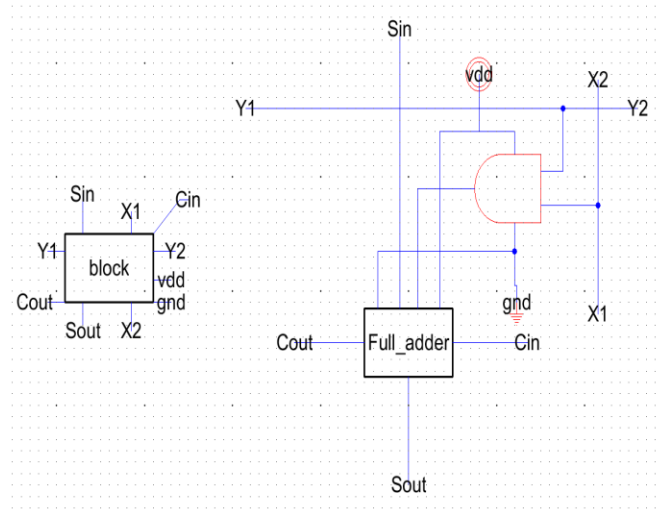 Sin
vdd
X2
Y1
Y2
Sin
X1
Cin
Y1
block
Y2
vdd
Cout
gnd
Sout
X2
gnd
X1
Cout
Full_adder
Cin
Sout